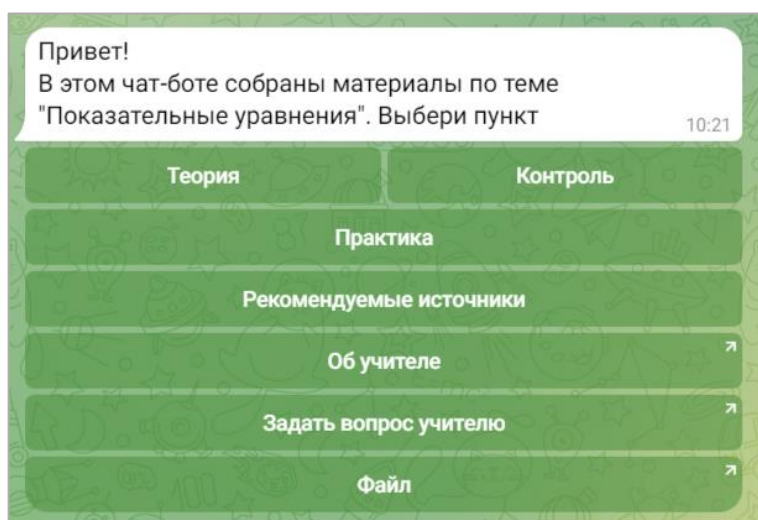 Привет!
В этом чат-боте собраны материалы по теме
"Показательные уравнения". Выбери пункт
10:21
Теория
Контроль
Практика
Рекомендуемые источники
Об учителе
Задать вопрос учителю
Файл